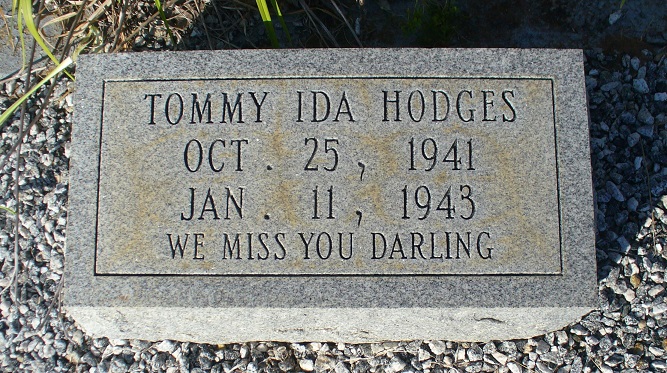 TOMMY IDA HODGES
OCT. 25, 1941
JAN. 11, 1943
WE MISS YOU DARLING